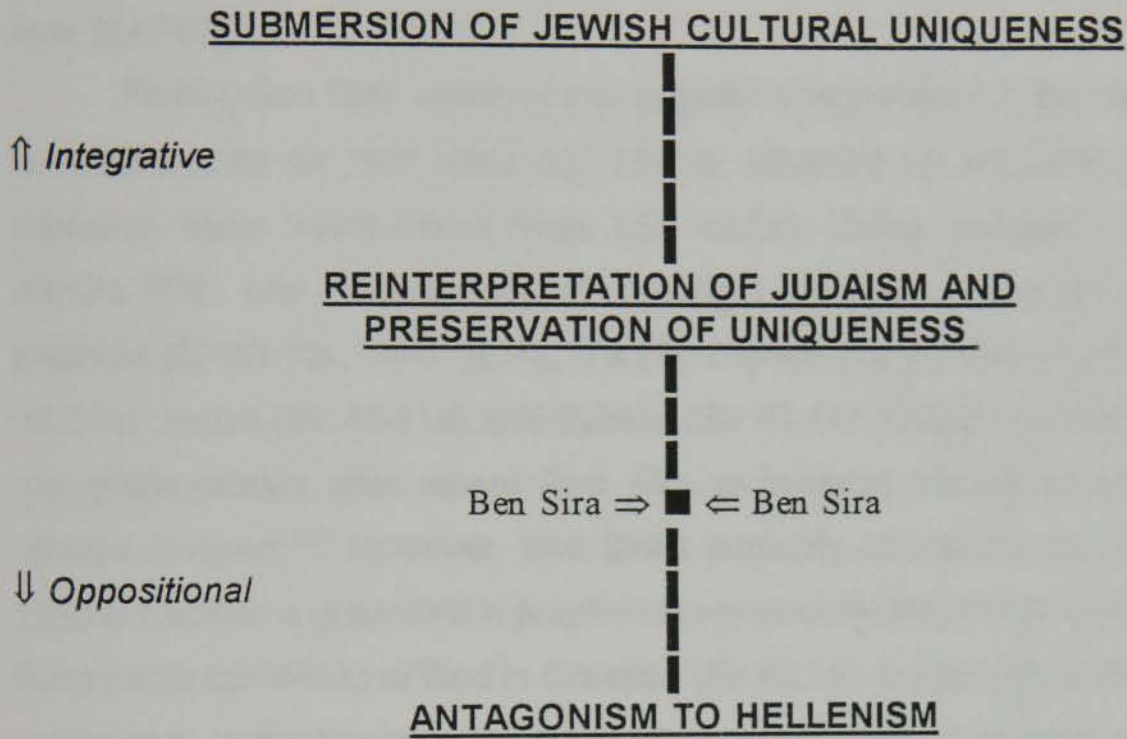 SUBMERSION OF JEWISH CULTURAL UNIQUENESS
⇑ Integrative
REINTERPRETATION OF JUDAISM AND
PRESERVATION OF UNIQUENESS
Ben Sira ⇒ ■ ⇐ Ben Sira
⇓ Oppositional
ANTAGONISM TO HELLENISM